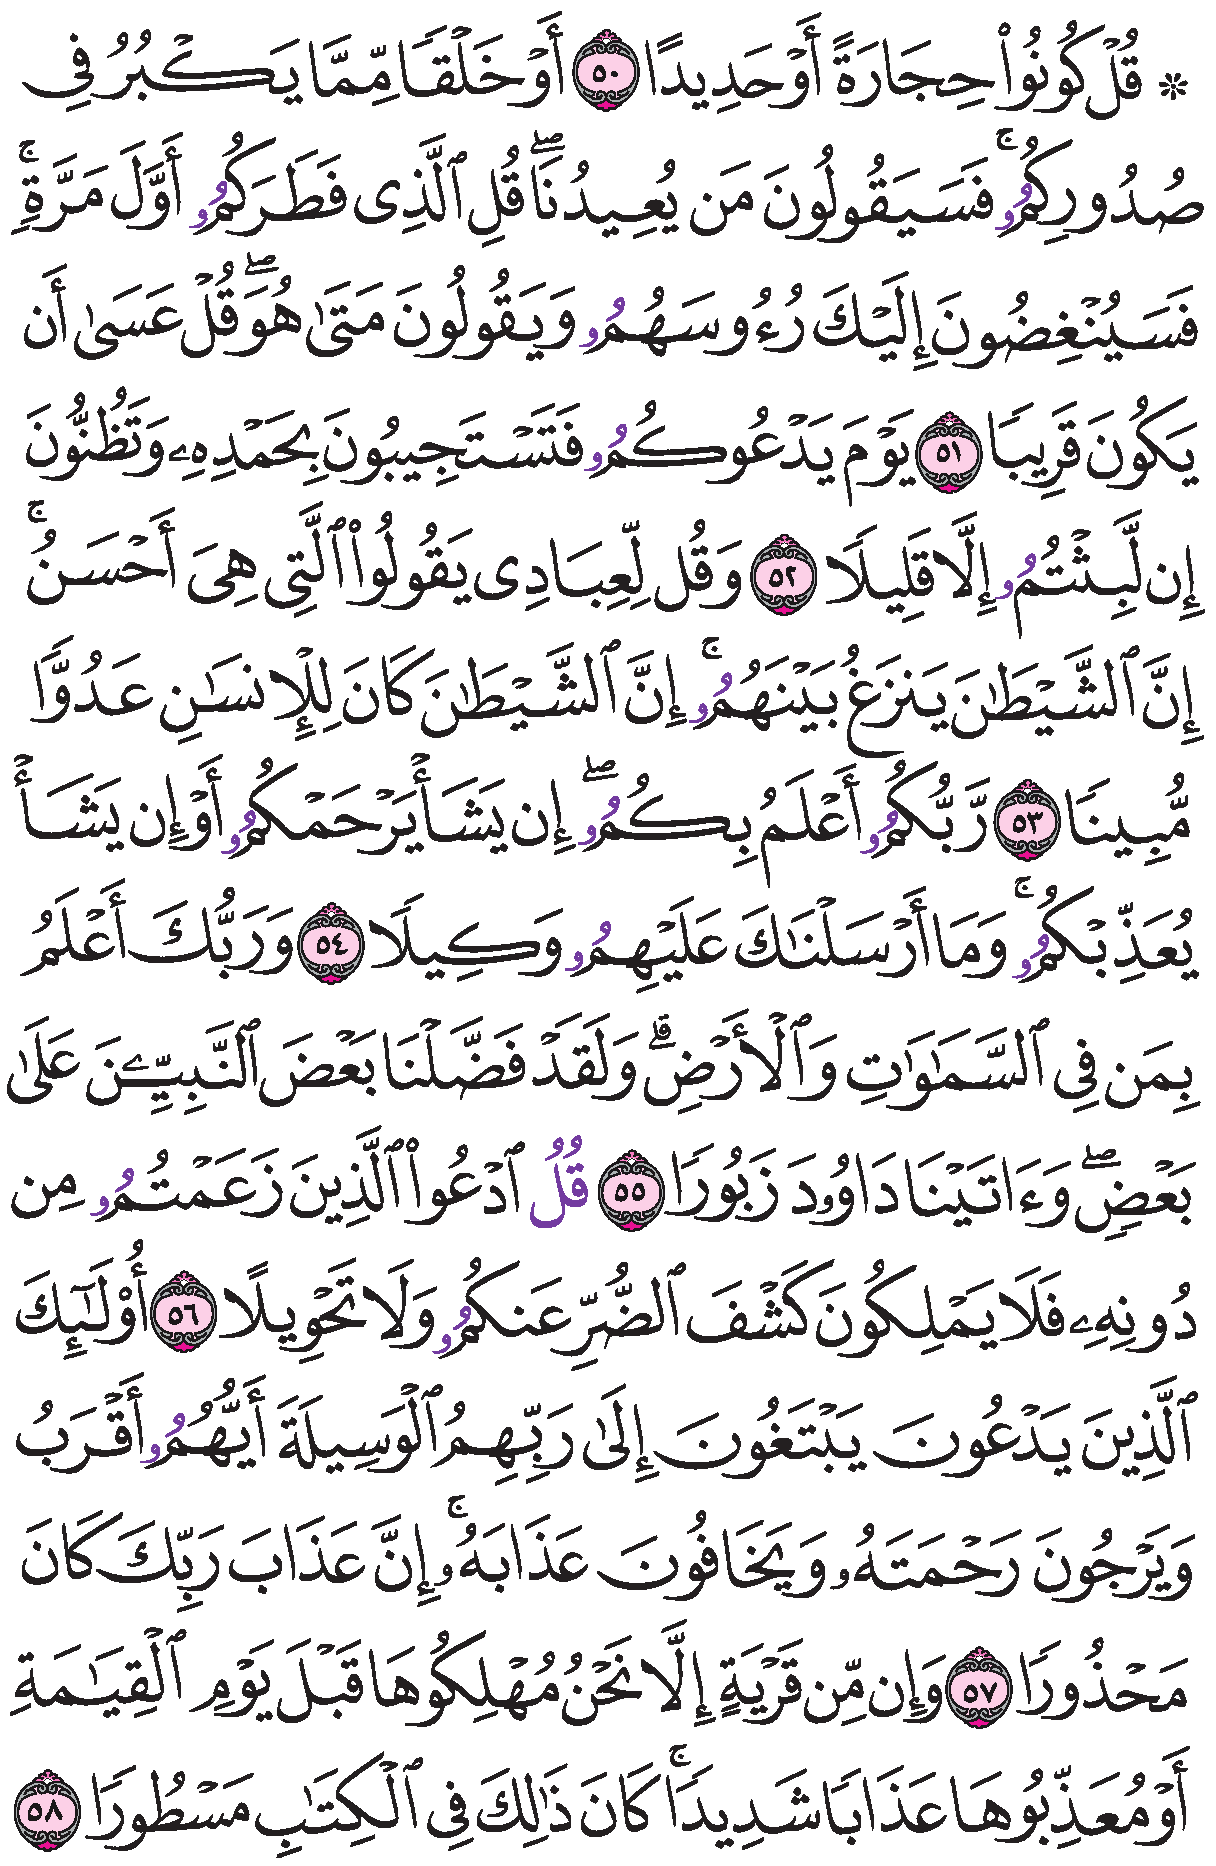 ۞ قُلۡ كُونُواْ حِجَارَةً أَوۡ حَدِيدًا ٥٠ أَوۡ خَلۡقٗا مِّمَّا يَكۡبُرُ فِي
صُدُورِكُمُۥۚ فَسَيَقُولُونَ مَن يُعِيدُنَاۖ قُلِ ٱلَّذِي فَطَرَكُمُۥ أَوَّلَ مَرَّةٖۚ
فَسَيُنۡغِضُونَ إِلَيۡكَ رُءُوسَهُمُۥ وَيَقُولُونَ مَتَىٰ هُوَۖ قُلۡ عَسَىٰ أَن
يَكُونَ قَرِيبٗا ٥١ يَوۡمَ يَدۡعُوكُمُۥ فَتَسۡتَجِيبُونَ بِحَمۡدِهِۦ وَتَظُنُّونَ
إِن لَّبِثۡتُمُۥ إِلَّا قَلِيلٗا ٥٢ وَقُل لِّعِبَادِي يَقُولُواْ ٱلَّتِي هِيَ أَحۡسَنُۚ
إِنَّ ٱلشَّيۡطَٰنَ يَنزَغُ بَيۡنَهُمُۥۚ إِنَّ ٱلشَّيۡطَٰنَ كَانَ لِلۡإِنسَٰنِ عَدُوّٗا
مُّبِينٗا ٥٣ رَّبُّكُمُۥ أَعۡلَمُ بِكُمُۥۖ إِن يَشَأۡ يَرۡحَمۡكُمُۥ أَوۡ إِن يَشَأۡ
يُعَذِّبۡكُمُۥۚ وَمَا أَرۡسَلۡنَٰكَ عَلَيۡهِمُۥ وَكِيلٗا ٥٤ وَرَبُّكَ أَعۡلَمُ
بِمَن فِي ٱلسَّمَٰوَٰتِ وَٱلۡأَرۡضِۗ وَلَقَدۡ فَضَّلۡنَا بَعۡضَ ٱلنَّبِيِّـۧنَ عَلَىٰ
بَعۡضٖۖ وَءَاتَيۡنَا دَاوُۥدَ زَبُورٗا ٥٥ قُلُ ٱدۡعُواْ ٱلَّذِينَ زَعَمۡتُمُۥ مِن
دُونِهِۦ فَلَا يَمۡلِكُونَ كَشۡفَ ٱلضُّرِّ عَنكُمُۥ وَلَا تَحۡوِيلًا ٥٦ أُوْلَٰٓئِكَ
ٱلَّذِينَ يَدۡعُونَ يَبۡتَغُونَ إِلَىٰ رَبِّهِمُ ٱلۡوَسِيلَةَ أَيُّهُمُۥ أَقۡرَبُ
وَيَرۡجُونَ رَحۡمَتَهُۥ وَيَخَافُونَ عَذَابَهُۥۚ إِنَّ عَذَابَ رَبِّكَ كَانَ
مَحۡذُورٗا ٥٧ وَإِن مِّن قَرۡيَةٍ إِلَّا نَحۡنُ مُهۡلِكُوهَا قَبۡلَ يَوۡمِ ٱلۡقِيَٰمَةِ
أَوۡ مُعَذِّبُوهَا عَذَابٗا شَدِيدٗاۚ كَانَ ذَٰلِكَ فِي ٱلۡكِتَٰبِ مَسۡطُورٗا ٥٨